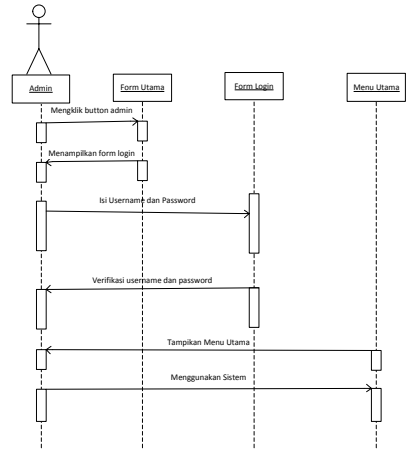 Admin
Form Utama
Form Login
Menu Utama
Mengklik button admin
Menampilkan form login
Isi Username dan Password
Verifikasi username dan password
Tampikan Menu Utama
Menggunakan Sistem